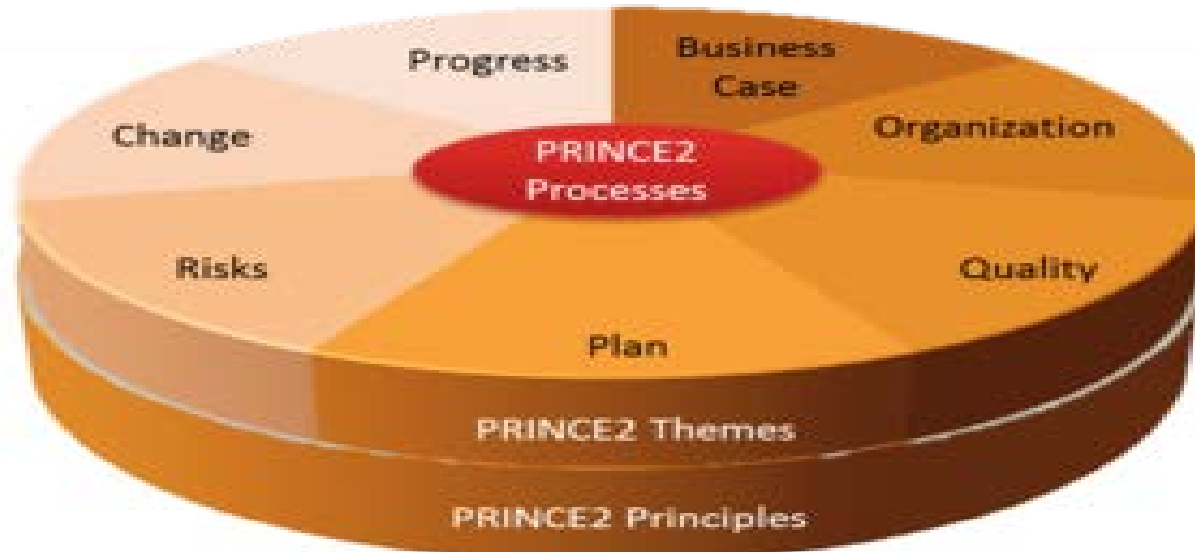 Progress
Business
Case
Change
Organization
PRINCE2
Processes
Risks
Quality
Plan
PRINCE2 Themes
PRINCE2 Principles